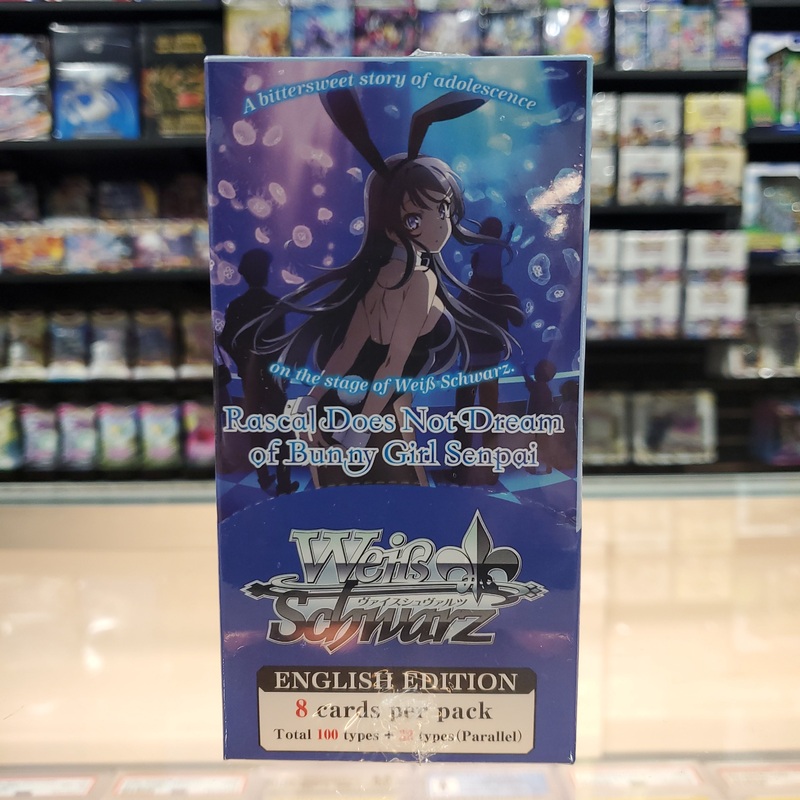 A bittersweet story of adolescence
on the stage of Weiß Schwarz.
Rascal Does Not Dream
of Bunny Girl Senpai
Weiß
ヴァイスシュヴァルツ
Schwarz
ENGLISH EDITION
8 cards per pack
Total 100 types + types(Parallel)